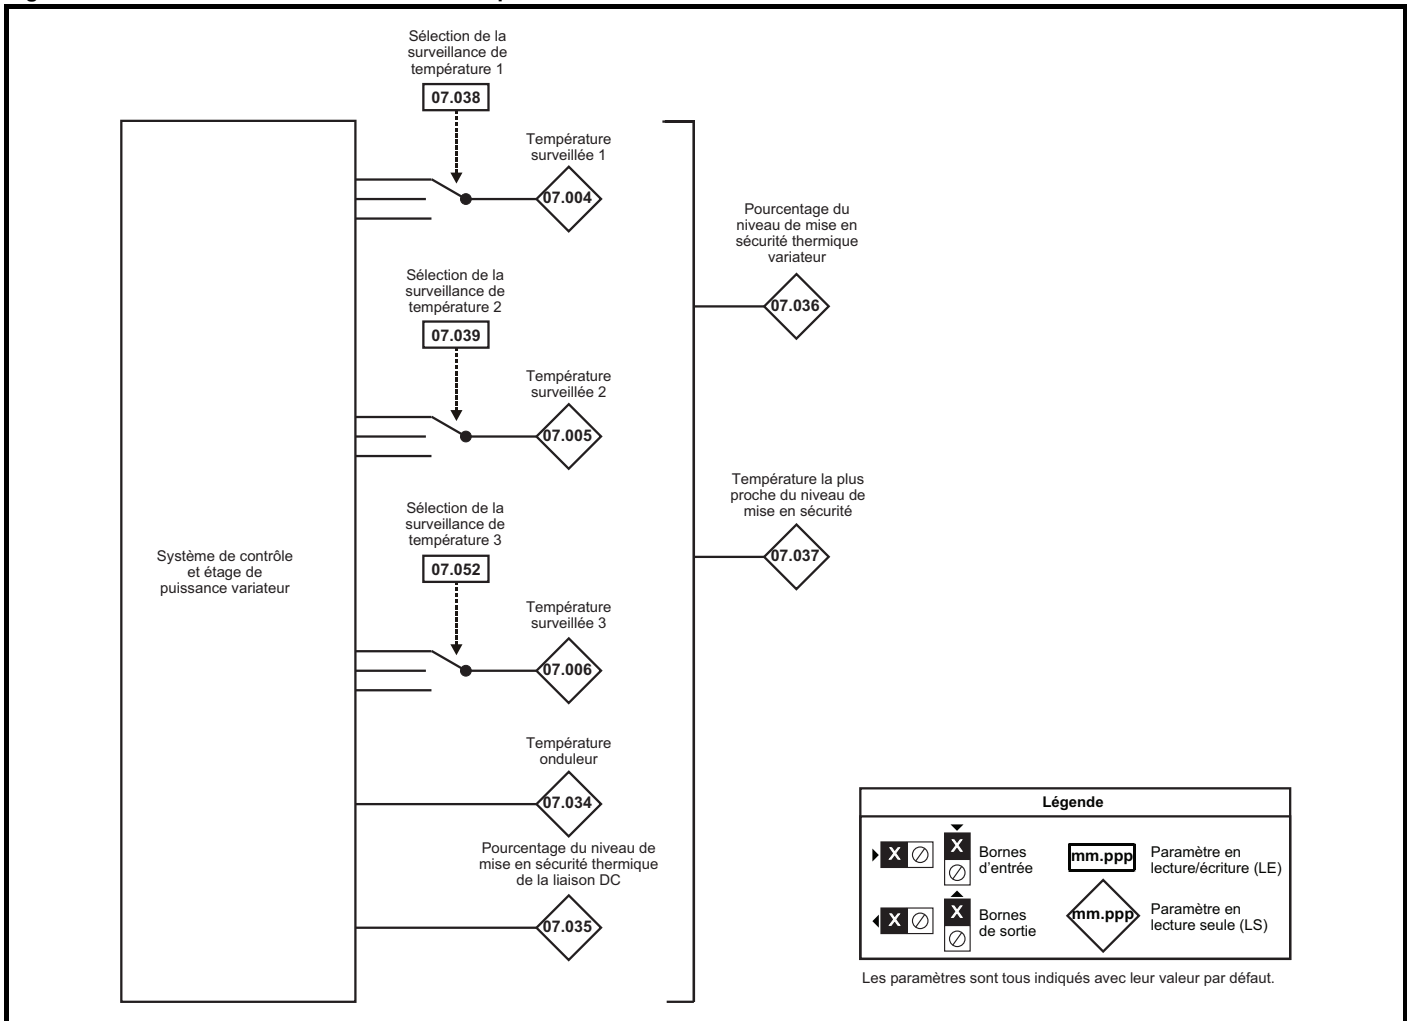 Sélection de la
surveillance de
température 1
07.038
Température
surveillée 1
07.004
Sélection de la
surveillance de
température 2
07.039
Température
surveillée 2
07.005
Sélection de la
surveillance de
température 3
07.052
Température
surveillée 3
07.006
Système de contrôle
et étage de
puissance variateur
Température
onduleur
07.034
Pourcentage du niveau de
mise en sécurité thermique
de la liaison DC
07.035
Pourcentage du
niveau de mise en
sécurité thermique
variateur
07.036
Température la plus
proche du niveau de
mise en sécurité
07.037
Légende
X
X
Bornes
d'entrée
mm.ppp
Paramètre en
lecture/écriture (LE)
X
X
Bornes
de sortie
mm.ppp
Paramètre en
lecture seule (LS)
Les paramètres sont tous indiqués avec leur valeur par défaut.